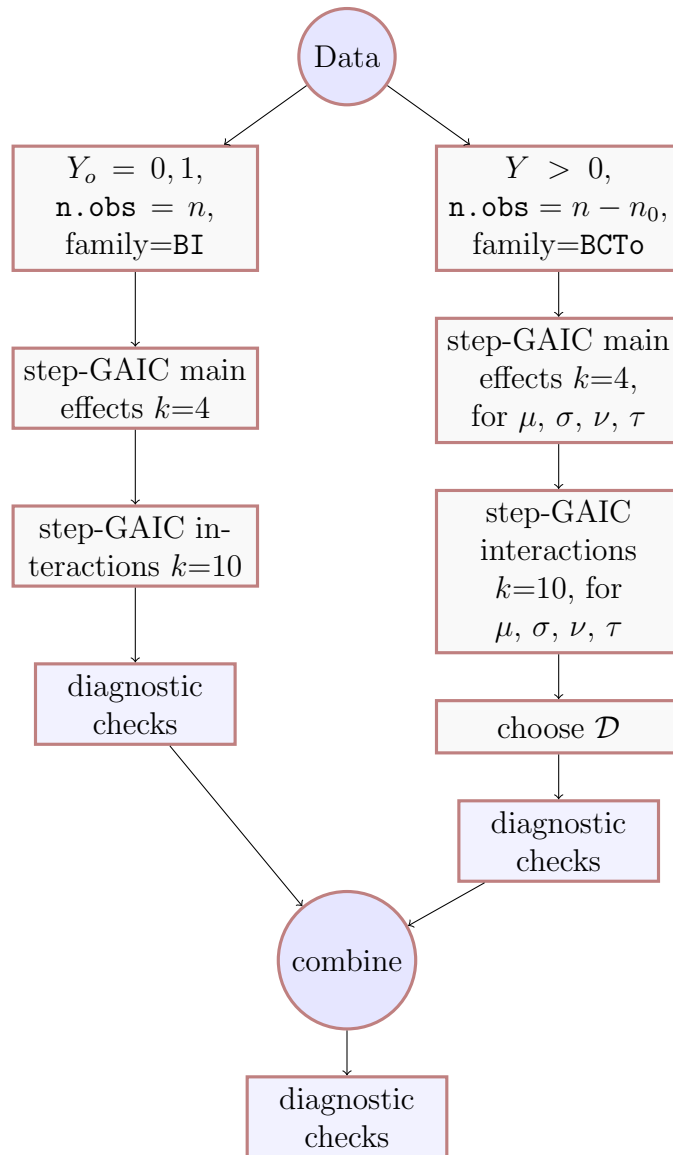 Data
Yₒ = 0, 1,
n.obs = n,
family=BI
step-GAIC main
effects k=4
step-GAIC in-
teractions k=10
diagnostic
checks
Y > 0,
n.obs = n − n₀,
family=BCTo
step-GAIC main
effects k=4,
for μ, σ, ν, τ
step-GAIC
interactions
k=10, for
μ, σ, ν, τ
choose 𝒟
diagnostic
checks
combine
diagnostic
checks